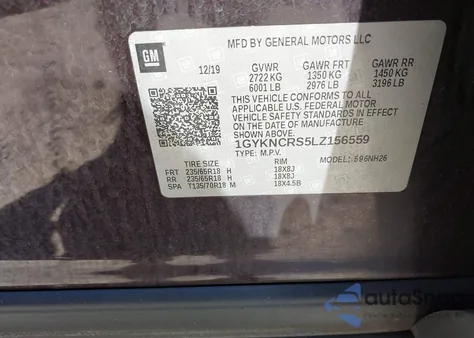 GM
MFD BY GENERAL MOTORS LLC
12/19 GVWR GAWR FRT GAWR RR
2722 KG 1350 KG 1450 KG
6001 LB 2976 LB 3196 LB
THIS VEHICLE CONFORMS TO ALL
APPLICABLE U.S. FEDERAL MOTOR
VEHICLE SAFETY STANDARDS
IN EFFECT ON THE DATE OF
MANUFACTURE SHOWN ABOVE.
1GYKNCRS5LZ156559
TYPE: M.P.V. MODEL: 596NH26
TIRE SIZE RIM
FRT 235/65R18 H 18X8J
RR 235/65R18 H 18X8J
SPA T135/70R18 M 18X4.5B
autoSnap